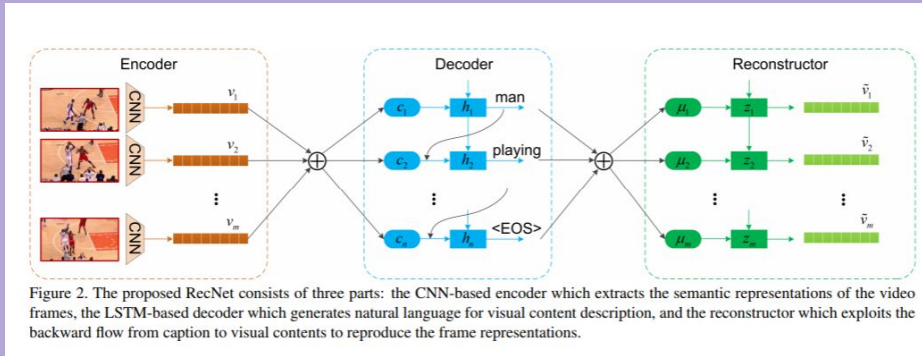 Encoder
Decoder
Reconstructor
CNN
v₁
c₁
h₁
man
μ₁
z₁
ṽ₁
CNN
v₂
c₂
h₂
playing
μ₂
z₂
ṽ₂
CNN
vₘ
cₙ
hₙ
<EOS>
μₘ
zₘ
ṽₘ
Figure 2. The proposed RecNet consists of three parts: the CNN-based encoder which extracts the semantic representations of the video
frames, the LSTM-based decoder which generates natural language for visual content description, and the reconstructor which exploits the
backward flow from caption to visual contents to reproduce the frame representations.